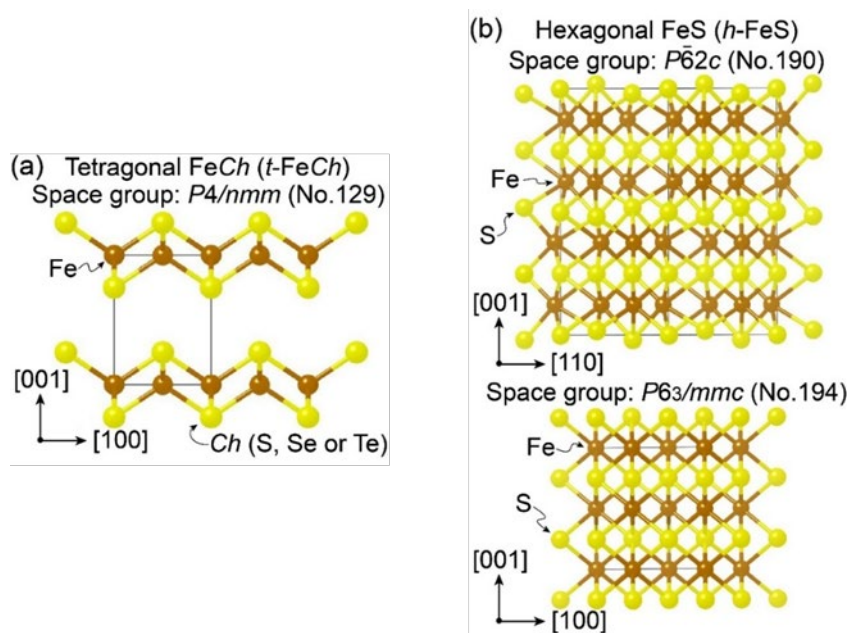 (a) Tetragonal FeCh (t-FeCh)
Space group: P4/nmm (No.129)
Fe
[001]
[100]
Ch (S, Se or Te)
(b) Hexagonal FeS (h-FeS)
Space group: P6̄2c (No.190)
Fe
S
[001]
[110]
Space group: P63/mmc (No.194)
Fe
S
[001]
[100]